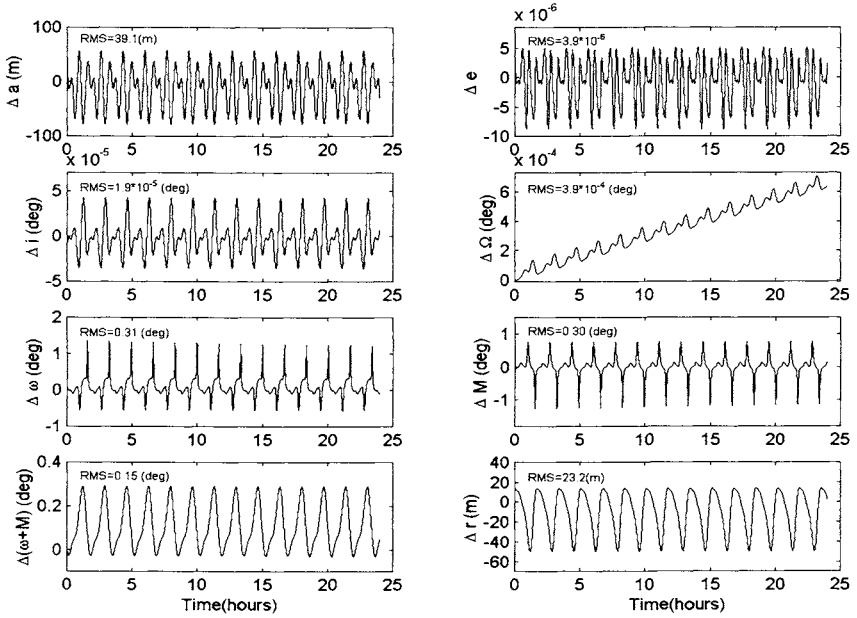 RMS=39.1(m)
Δ a (m)
100
0
-100
0 5 10 15 20 25
x 10⁻⁶
RMS=3.9*10⁻⁶
Δ e
5
0
-5
-10
0 5 10 15 20 25
x 10⁻⁵
RMS=1.9*10⁻⁵ (deg)
Δ i (deg)
5
0
-5
0 5 10 15 20 25
x 10⁻⁴
RMS=3.9*10⁻⁴ (deg)
Δ Ω (deg)
6
4
2
0
0 5 10 15 20 25
RMS=0.31 (deg)
Δ ω (deg)
2
1
0
-1
0 5 10 15 20 25
RMS=0 30 (deg)
Δ M (deg)
1
0
-1
0 5 10 15 20 25
RMS=0.15 (deg)
Δ(ω+M) (deg)
0.4
0.2
0
0 5 10 15 20 25
Time(hours)
RMS=23.2(m)
Δ r (m)
40
20
0
-20
-40
-60
0 5 10 15 20 25
Time(hours)